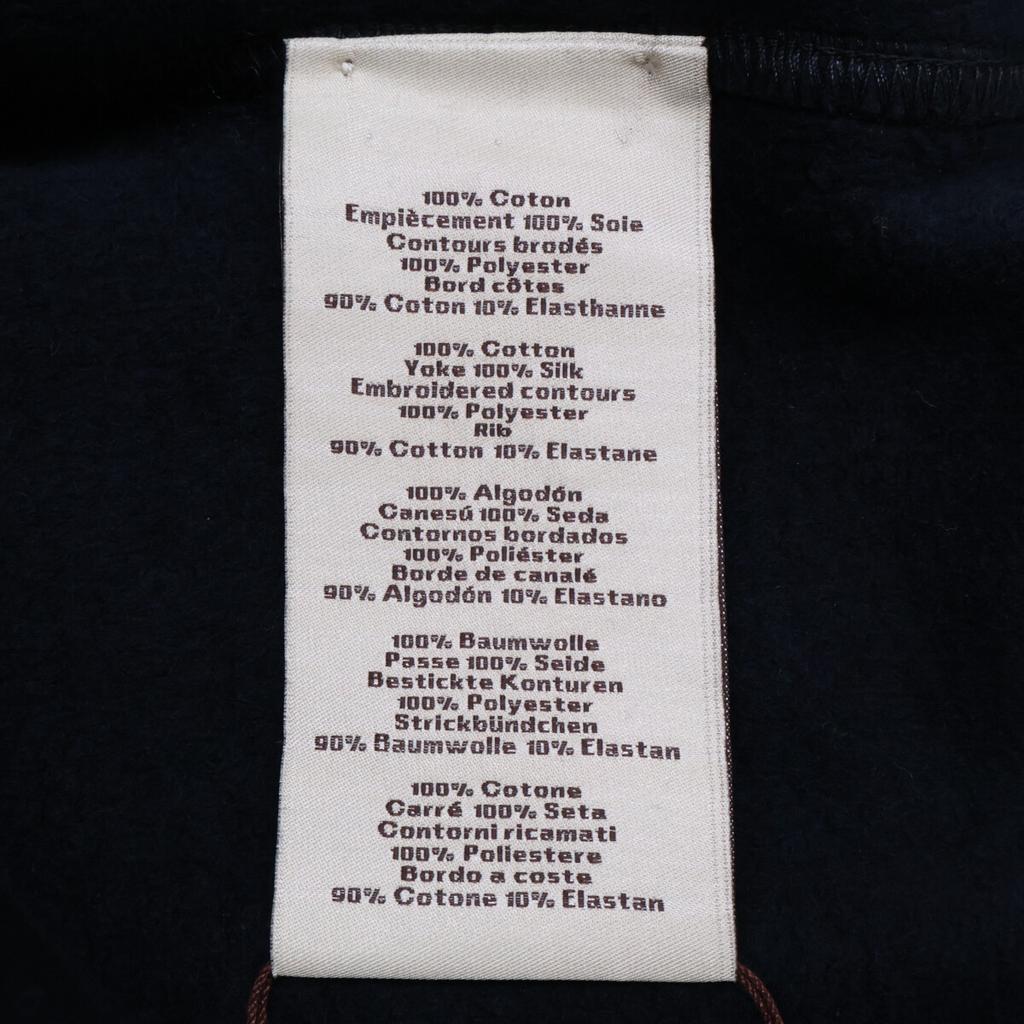 100% Coton
Empiècement 100% Soie
Contours brodés
100% Polyester
Bord côtes
90% Coton 10% Elasthanne
100% Cotton
Yoke 100% Silk
Embroidered contours
100% Polyester
Rib
90% Cotton 10% Elastane
100% Algodón
Canesú 100% Seda
Contornos bordados
100% Poliéster
Borde de canalé
90% Algodón 10% Elastano
100% Baumwolle
Passe 100% Seide
Bestickte Konturen
100% Polyester
Strickbündchen
90% Baumwolle 10% Elastan
100% Cotone
Carré 100% Seta
Contorni ricamati
100% Poliestere
Bordo a coste
90% Cotone 10% Elastan